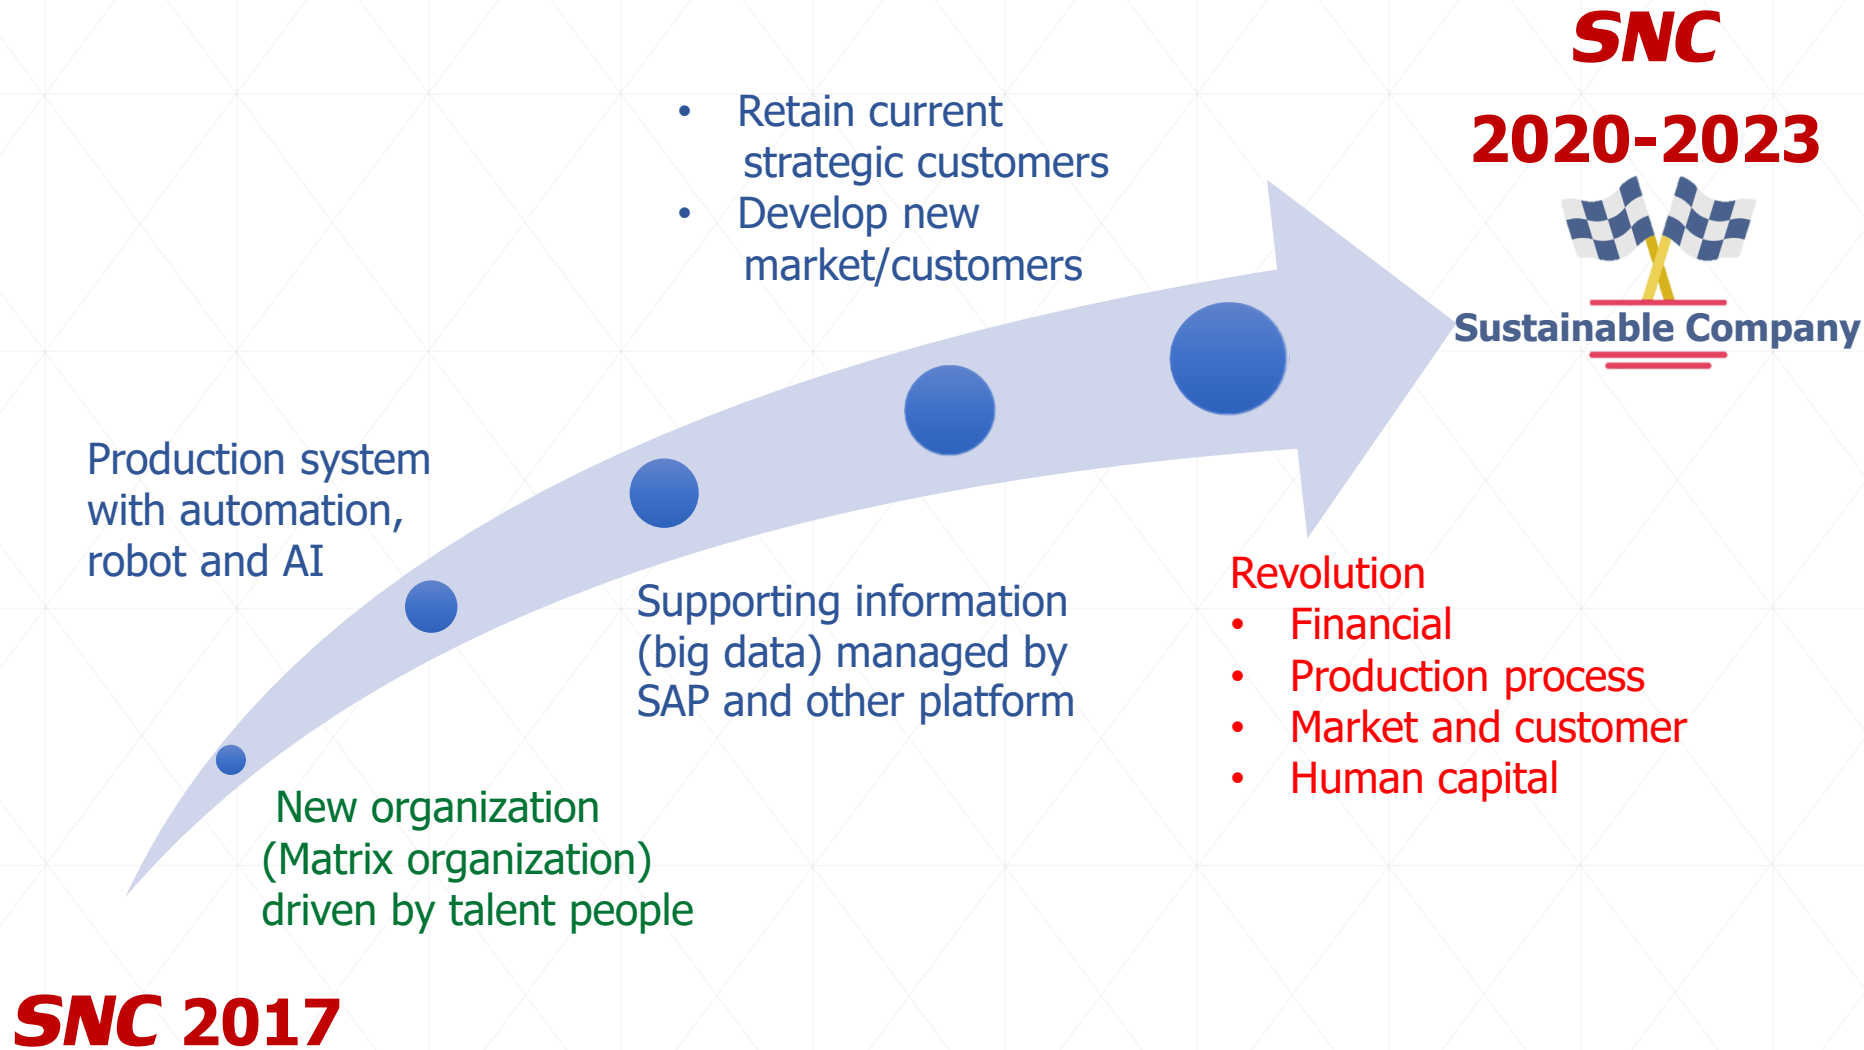 SNC
2020-2023
Sustainable Company
• Retain current
strategic customers
• Develop new
market/customers
Production system
with automation,
robot and AI
Supporting information
(big data) managed by
SAP and other platform
Revolution
• Financial
• Production process
• Market and customer
• Human capital
New organization
(Matrix organization)
driven by talent people
SNC 2017